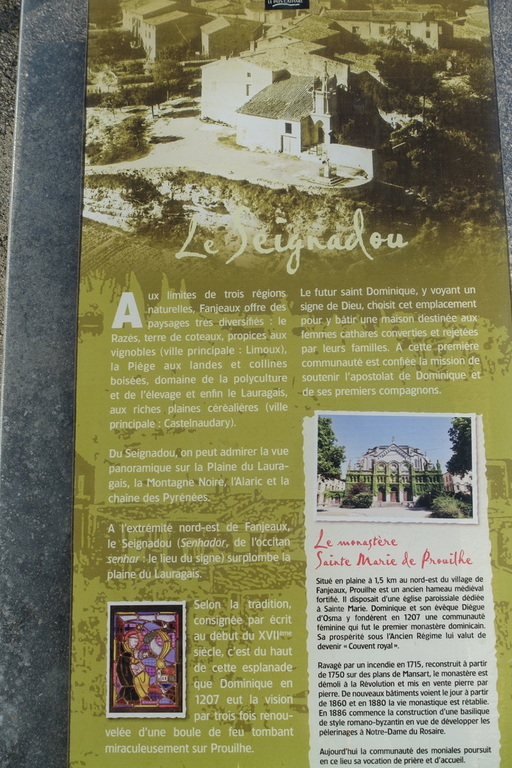 Le Seignadou
Aux limites de trois régions
naturelles, Fanjeaux offre des
paysages très diversifiés : le
Razès, terre de coteaux, propices aux
vignobles (ville principale : Limoux),
la Piège aux landes et collines
boisées, domaine de la polyculture
et de l'élevage et enfin le Lauragais,
aux riches plaines céréalières (ville
principale : Castelnaudary).
Du Seignadou, on peut admirer la vue
panoramique sur la Plaine du Laura-
gais, la Montagne Noire, l'Alaric et la
chaîne des Pyrénées.
A l'extrémité nord-est de Fanjeaux,
le Seignadou (Senhador, de l'occitan
senhar : le lieu du signe) surplombe la
plaine du Lauragais.
Selon la tradition,
consignée par écrit
au début du XVIIème
siècle, c'est du haut
de cette esplanade
que Dominique en
1207 eut la vision
par trois fois renou-
velée d'une boule de feu tombant
miraculeusement sur Prouilhe.
Le futur saint Dominique, y voyant un
signe de Dieu, choisit cet emplacement
pour y bâtir une maison destinée aux
femmes cathares converties et rejetées
par leurs familles. A cette première
communauté est confiée la mission de
soutenir l'apostolat de Dominique et
de ses premiers compagnons.
Le monastère
Sainte Marie de Prouilhe
Situé en plaine à 1,5 km au nord-est du village de
Fanjeaux, Prouilhe est un ancien hameau médiéval
fortifié. Il disposait d'une église paroissiale dédiée
à Sainte Marie. Dominique et son évêque Diégue
d'Osma y fondèrent en 1207 une communauté
féminine qui fut le premier monastère dominicain.
Sa prospérité sous l'Ancien Régime lui valut de
devenir « Couvent royal ».
Ravagé par un incendie en 1715, reconstruit à partir
de 1750 sur des plans de Mansart, le monastère est
démoli à la Révolution et mis en vente pierre par
pierre. De nouveaux bâtiments voient le jour à partir
de 1860 et en 1880 la vie monastique est rétablie.
En 1886 commence la construction d'une basilique
de style romano-byzantin en vue de développer les
pèlerinages à Notre-Dame du Rosaire.
Aujourd'hui la communauté des moniales poursuit
en ce lieu sa vocation de prière et d'accueil.